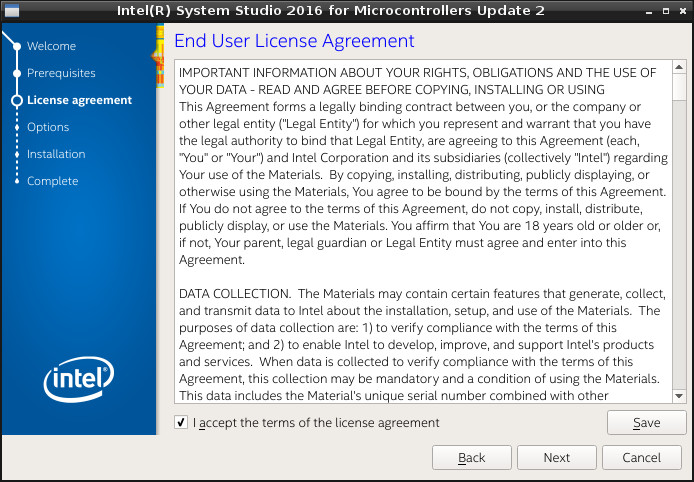 Intel(R) System Studio 2016 for Microcontrollers Update 2
Welcome
Prerequisites
License agreement
Options
Installation
Complete
intel
End User License Agreement
IMPORTANT INFORMATION ABOUT YOUR RIGHTS, OBLIGATIONS AND THE USE OF
YOUR DATA - READ AND AGREE BEFORE COPYING, INSTALLING OR USING
This Agreement forms a legally binding contract between you, or the company or
other legal entity ("Legal Entity") for which you represent and warrant that you have
the legal authority to bind that Legal Entity, are agreeing to this Agreement (each,
"You" or "Your") and Intel Corporation and its subsidiaries (collectively "Intel") regarding
Your use of the Materials.  By copying, installing, distributing, publicly displaying, or
otherwise using the Materials, You agree to be bound by the terms of this Agreement.
If You do not agree to the terms of this Agreement, do not copy, install, distribute,
publicly display, or use the Materials. You affirm that You are 18 years old or older or,
if not, Your parent, legal guardian or Legal Entity must agree and enter into this
Agreement.
DATA COLLECTION.  The Materials may contain certain features that generate, collect,
and transmit data to Intel about the installation, setup, and use of the Materials.  The
purposes of data collection are: 1) to verify compliance with the terms of this
Agreement; and 2) to enable Intel to develop, improve, and support Intel's products
and services.  When data is collected to verify compliance with the terms of this
Agreement, this collection may be mandatory and a condition of using the Materials.
This data includes the Material's unique serial number combined with other
I accept the terms of the license agreement
Save
Back
Next
Cancel